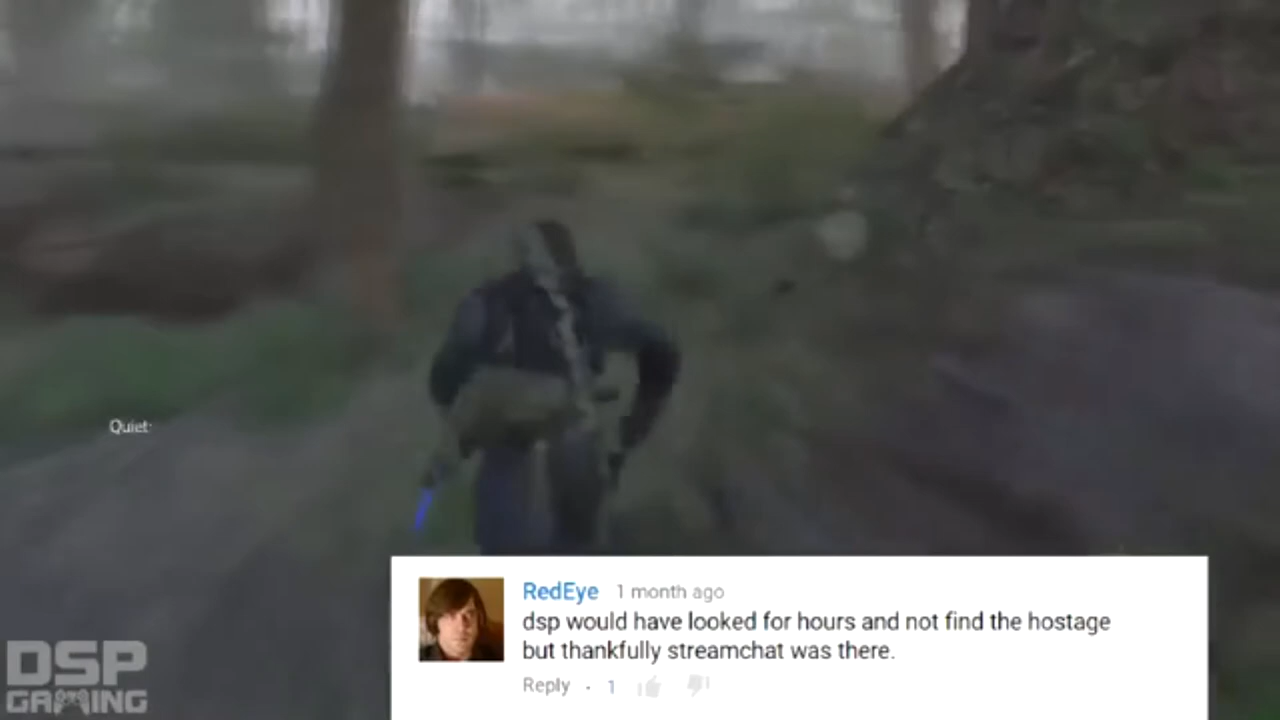 Quiet:
RedEye 1 month ago
dsp would have looked for hours and not find the hostage
but thankfully streamchat was there.
Reply · 1
DSP
GAMING